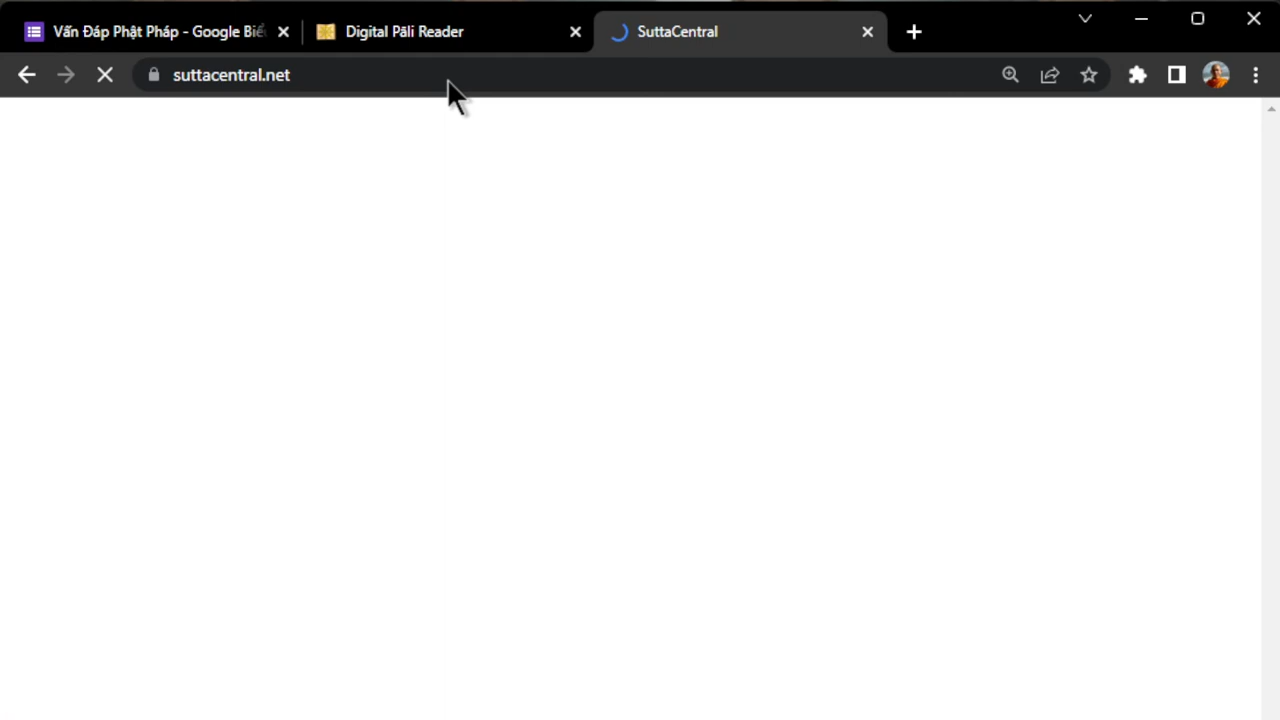 Vấn Đáp Phật Pháp - Google Biể
Digital Pāli Reader
SuttaCentral
suttacentral.net